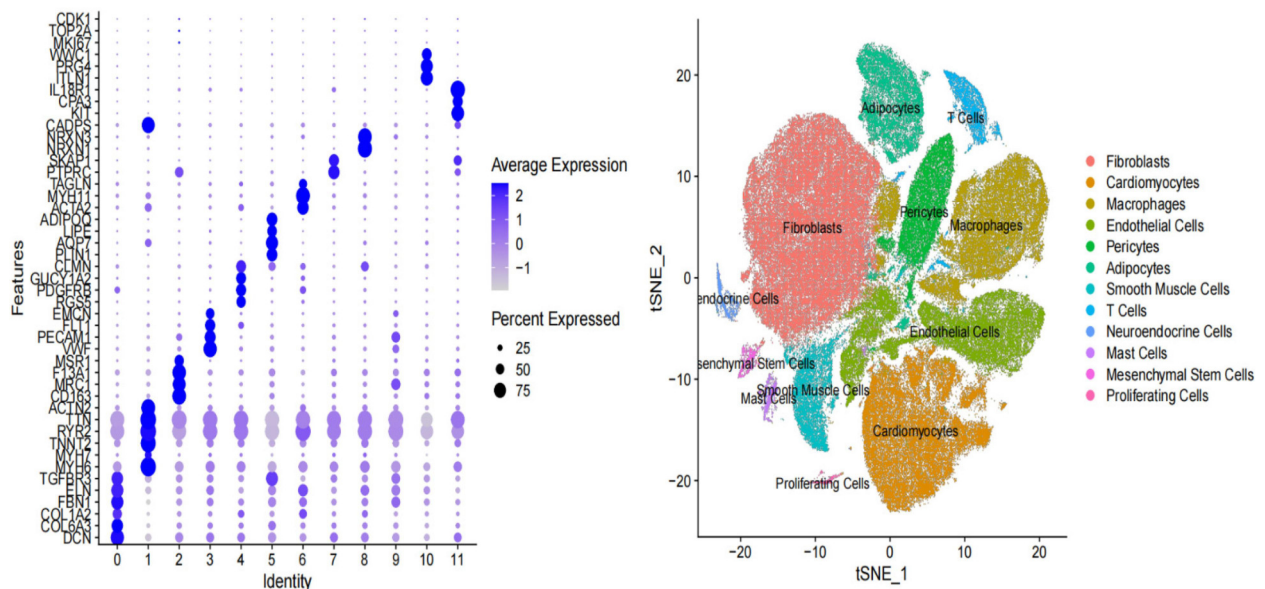 Features
CDK1
TOP2A
MKI67
WWC1
PRG4
ITLN1
IL18R1
CPA3
KIT
CADPS
NRXN3
NRXN1
SKAP1
PTPRC
TAGLN
MYH11
ACTA2
ADIPOQ
LIPE
AQP7
PLIN1
CLMN
GUCY1A2
PDGFRB
RGS5
EMCN
FLT1
PECAM1
VWF
MSR1
F13A1
MRC1
CD163
ACTN2
TTN
RYR2
TNNT2
MYH7
MYH6
TGFBR3
ELN
FBN1
COL1A2
COL6A3
DCN
0 1 2 3 4 5 6 7 8 9 10 11
Identity
Average Expression
2
1
0
−1
Percent Expressed
25
50
75
tSNE_2
20
10
0
−10
−20
Adipocytes
T Cells
Pericytes
Macrophages
Fibroblasts
endocrine Cells
Endothelial Cells
senchymal Stem Cells
Smooth Muscle Cells
Mast Cells
Cardiomyocytes
Proliferating Cells
−20 −10 0 10 20
tSNE_1
Fibroblasts
Cardiomyocytes
Macrophages
Endothelial Cells
Pericytes
Adipocytes
Smooth Muscle Cells
T Cells
Neuroendocrine Cells
Mast Cells
Mesenchymal Stem Cells
Proliferating Cells